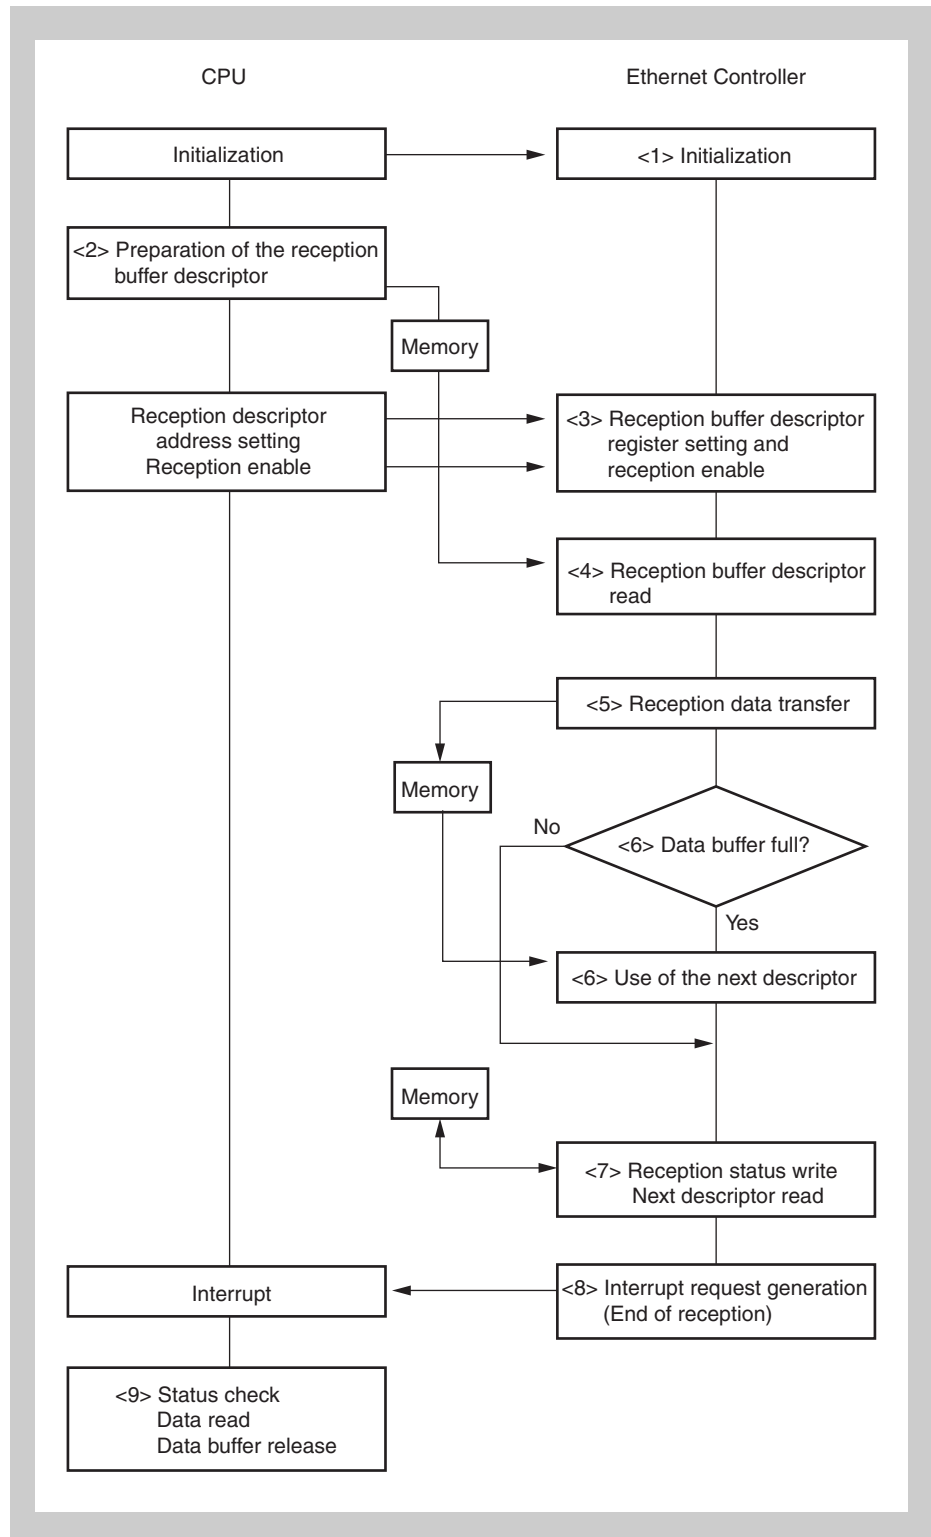 CPU
Ethernet Controller
Initialization
<1> Initialization
<2> Preparation of the reception
buffer descriptor
Memory
Reception descriptor
address setting
Reception enable
<3> Reception buffer descriptor
register setting and
reception enable
<4> Reception buffer descriptor
read
<5> Reception data transfer
Memory
No
<6> Data buffer full?
Yes
<6> Use of the next descriptor
Memory
<7> Reception status write
Next descriptor read
Interrupt
<8> Interrupt request generation
(End of reception)
<9> Status check
Data read
Data buffer release